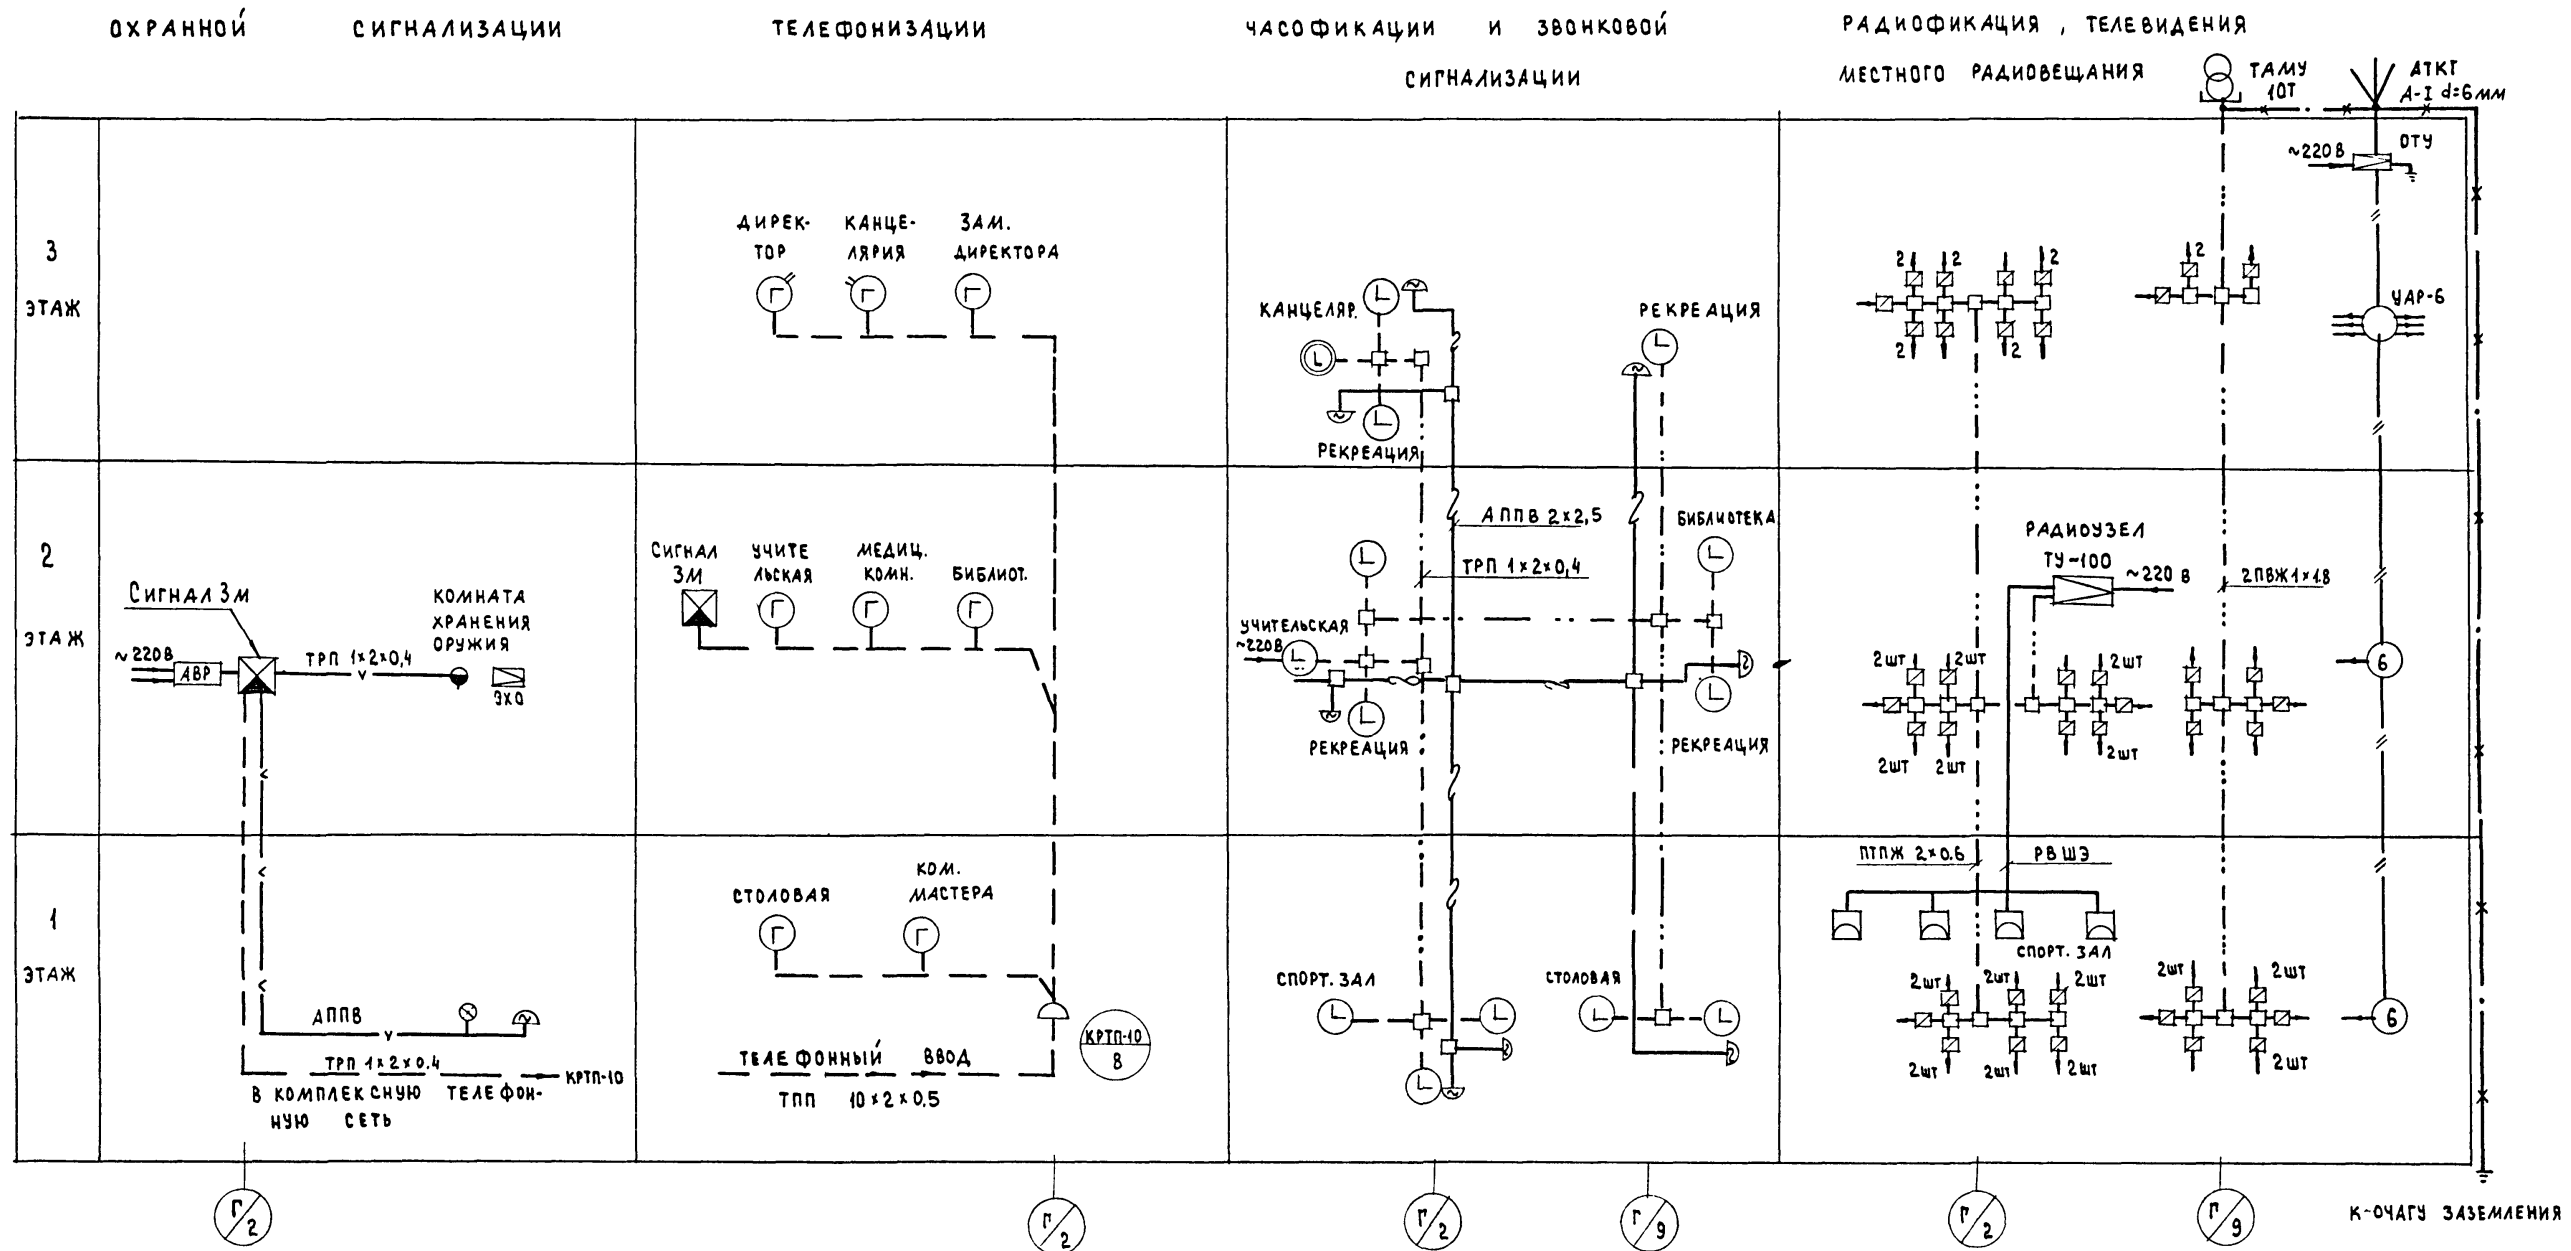 ОХРАННОЙ СИГНАЛИЗАЦИИ
ТЕЛЕФОНИЗАЦИИ
ЧАСОФИКАЦИИ И ЗВОНКОВОЙ
СИГНАЛИЗАЦИИ
РАДИОФИКАЦИЯ, ТЕЛЕВИДЕНИЯ
МЕСТНОГО РАДИОВЕЩАНИЯ
ТАМУ
10Т
АТКГ
А-I d=6мм
3
ЭТАЖ
ДИРЕК-
ТОР
КАНЦЕ-
ЛЯРИЯ
ЗАМ.
ДИРЕКТОРА
Г
Г
Г
КАНЦЕЛЯР.
РЕКРЕАЦИЯ
РЕКРЕАЦИЯ
2
2
2
2
2
2
~220В
ОТУ
УАР-6
2
ЭТАЖ
Сигнал 3м
~220В
АВР
ТРП 1×2×0,4
КОМНАТА
ХРАНЕНИЯ
ОРУЖИЯ
ЭХО
СИГНАЛ
3М
УЧИТЕ
ЛЬСКАЯ
МЕДИЦ.
КОМН.
БИБЛИОТ.
Г
Г
Г
АППВ 2×2,5
ТРП 1×2×0,4
БИБЛИОТЕКА
УЧИТЕЛЬСКАЯ
~220В
РЕКРЕАЦИЯ
РЕКРЕАЦИЯ
РАДИОУЗЕЛ
ТУ-100
~220 В
2ПВЖ1×1.8
2шт
2шт
2шт
2шт
2шт
2шт
6
1
ЭТАЖ
АППВ
ТРП 1×2×0.4
КРТП-10
В КОМПЛЕКСНУЮ ТЕЛЕФОН-
НУЮ СЕТЬ
СТОЛОВАЯ
КОМ.
МАСТЕРА
Г
Г
ТЕЛЕФОННЫЙ ВВОД
ТПП 10×2×0.5
КРТП-10
8
СПОРТ. ЗАЛ
СТОЛОВАЯ
ПТПЖ 2×0.6
РВШЭ
СПОРТ. ЗАЛ
2шт
2шт
2шт
2шт
2шт
2шт
2шт
2шт
2шт
6
Г/2
Г/2
Г/2
Г/9
Г/2
Г/9
К-ОЧАГУ ЗАЗЕМЛЕНИЯ